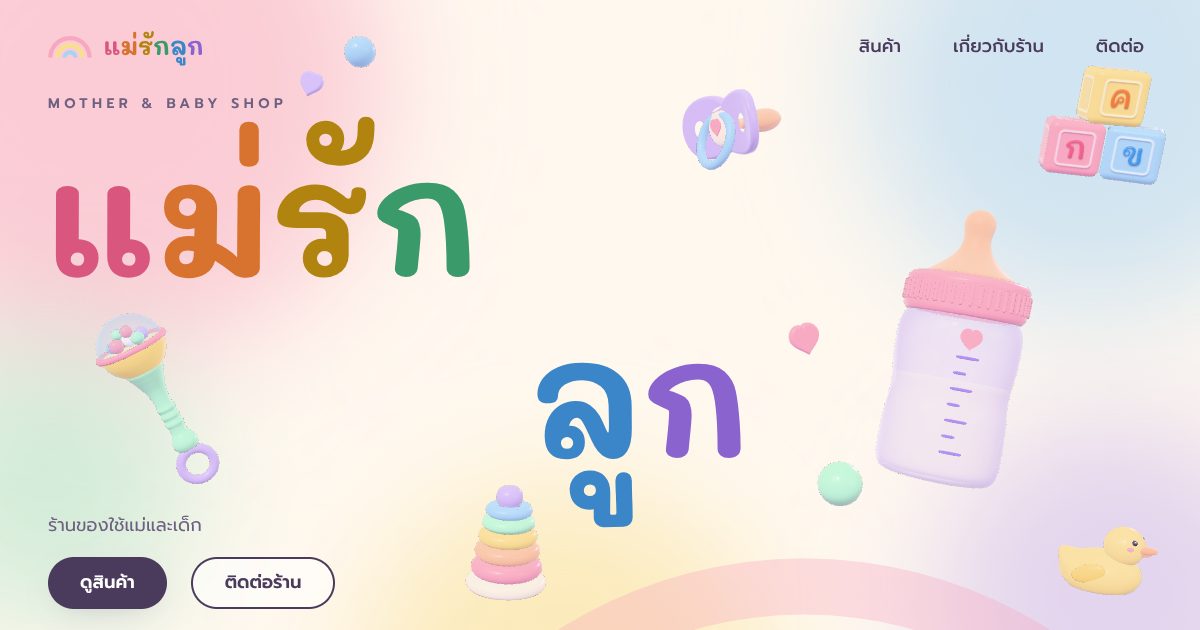 แม่รักลูก
สินค้า
เกี่ยวกับร้าน
ติดต่อ
MOTHER & BABY SHOP
แม่รัก
ลูก
ค
ก
ข
ร้านของใช้แม่และเด็ก
ดูสินค้า
ติดต่อร้าน